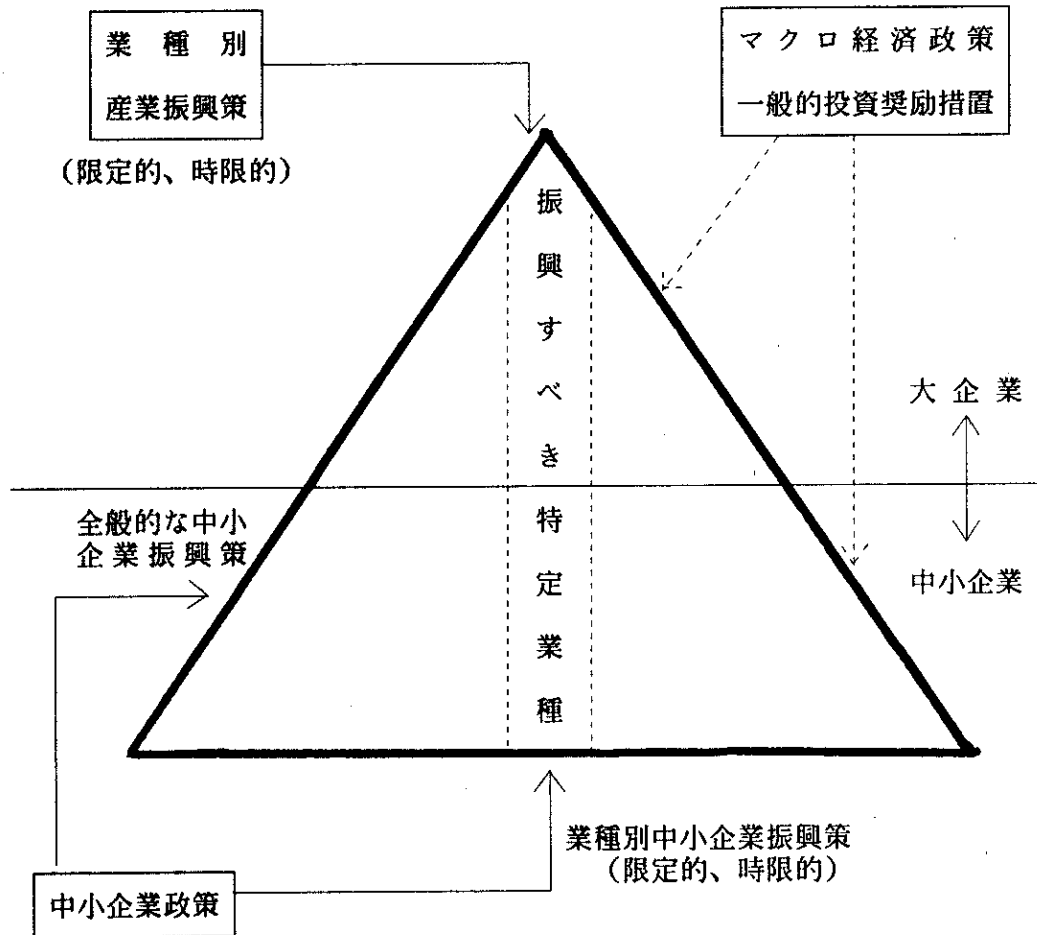 業種別
産業振興策
(限定的、時限的)
マクロ経済政策
一般的投資奨励措置
振興すべき特定業種
大企業
中小企業
全般的な中小
企業振興策
業種別中小企業振興策
(限定的、時限的)
中小企業政策